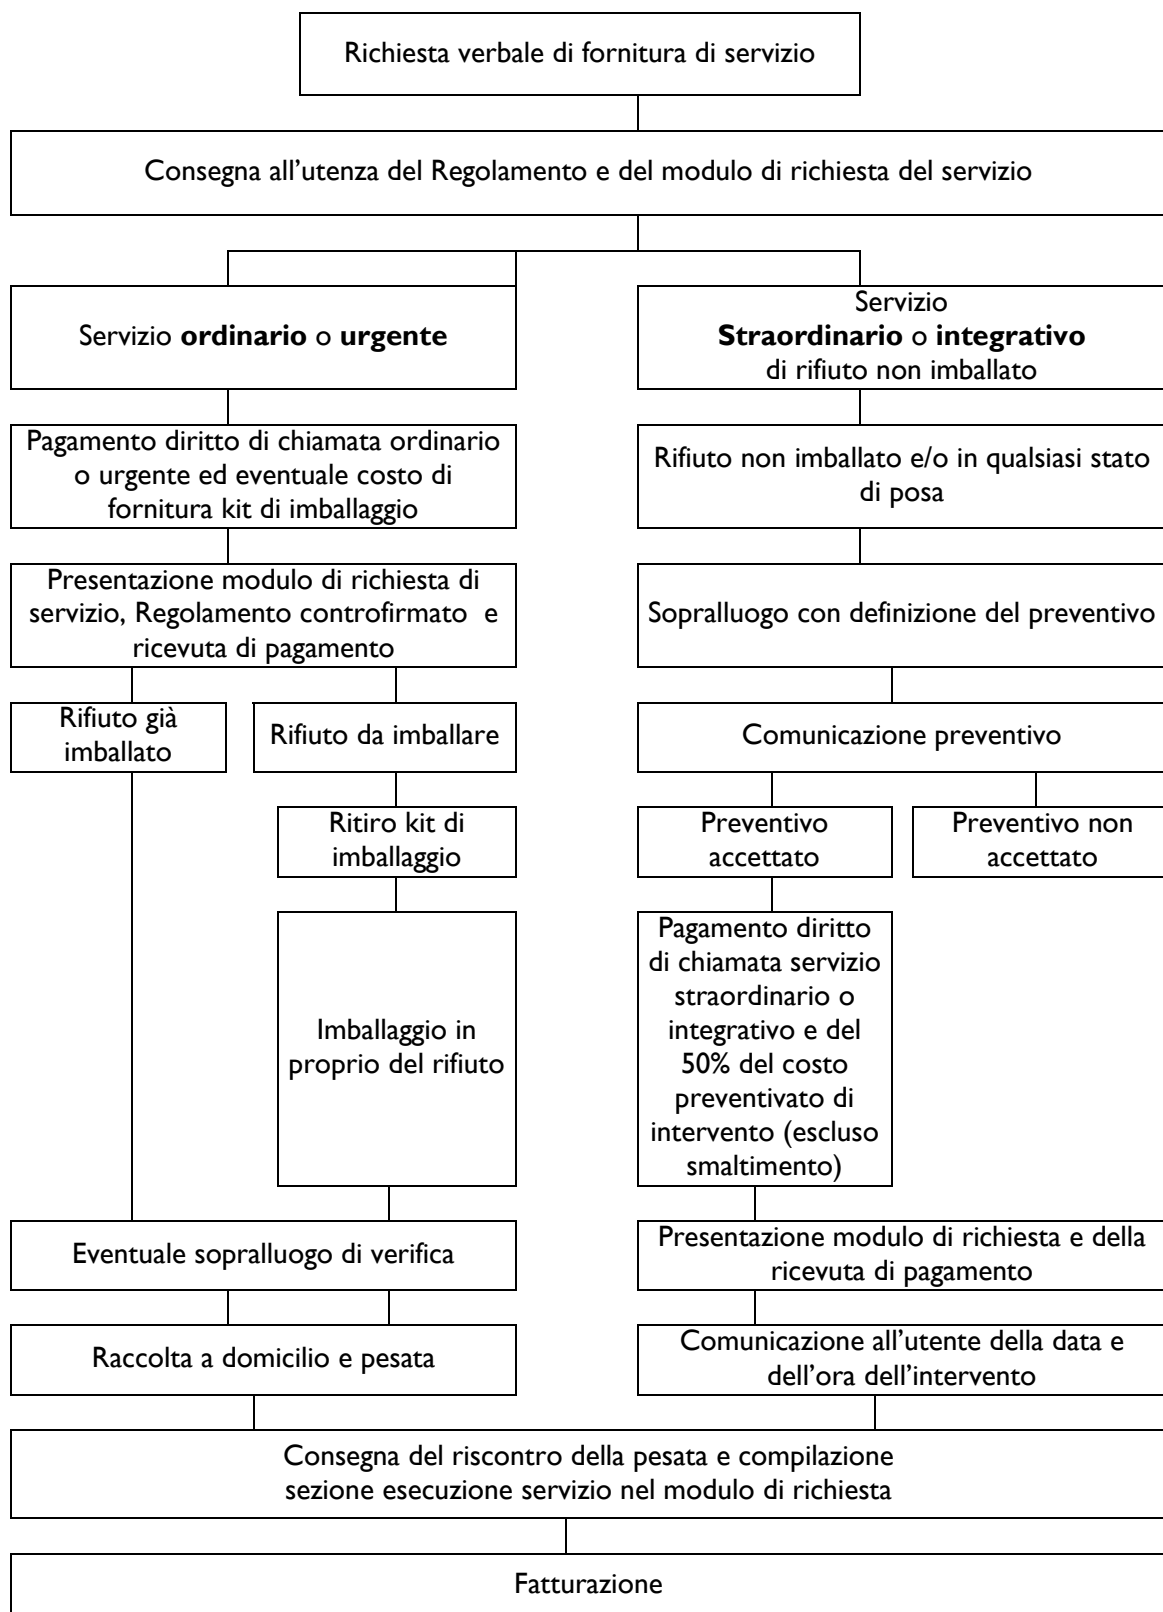 Richiesta verbale di fornitura di servizio
Consegna all’utenza del Regolamento e del modulo di richiesta del servizio
Servizio ordinario o urgente
Servizio
Straordinario o integrativo
di rifiuto non imballato
Pagamento diritto di chiamata ordinario
o urgente ed eventuale costo di
fornitura kit di imballaggio
Rifiuto non imballato e/o in qualsiasi stato
di posa
Presentazione modulo di richiesta di
servizio, Regolamento controfirmato e
ricevuta di pagamento
Sopralluogo con definizione del preventivo
Rifiuto già
imballato
Rifiuto da imballare
Comunicazione preventivo
Ritiro kit di
imballaggio
Preventivo
accettato
Preventivo non
accettato
Imballaggio in
proprio del rifiuto
Pagamento diritto
di chiamata servizio
straordinario o
integrativo e del
50% del costo
preventivato di
intervento (escluso
smaltimento)
Eventuale sopralluogo di verifica
Presentazione modulo di richiesta e della
ricevuta di pagamento
Raccolta a domicilio e pesata
Comunicazione all’utente della data e
dell’ora dell’intervento
Consegna del riscontro della pesata e compilazione
sezione esecuzione servizio nel modulo di richiesta
Fatturazione